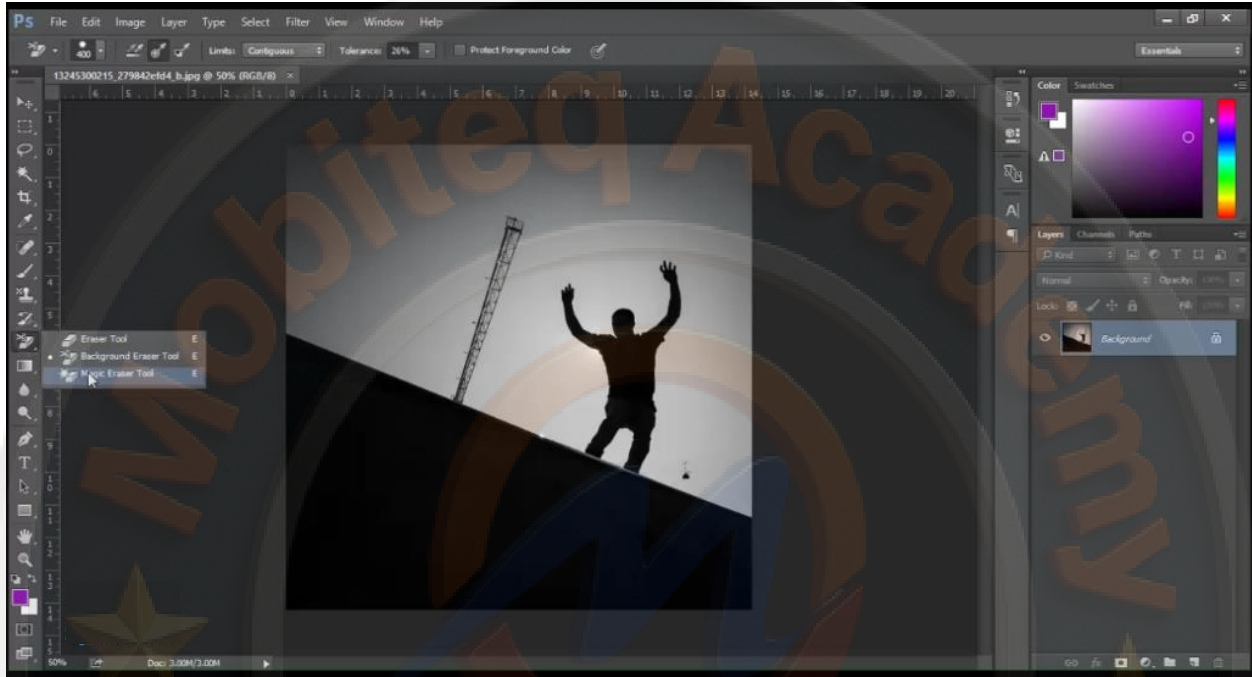 Ps File Edit Image Layer Type Select Filter View Window Help
400 Limits: Contiguous Tolerance: 26% Protect Foreground Color Essentials
13245300215_279842efd4_b.jpg @ 50% (RGB/8) ×
Color Swatches
Mobiteq Academy
Layers Channels Paths
Kind
Normal Opacity:
Lock: Fill:
Background
Eraser Tool E
Background Eraser Tool E
Magic Eraser Tool E
50% Doc: 3.00M/3.00M